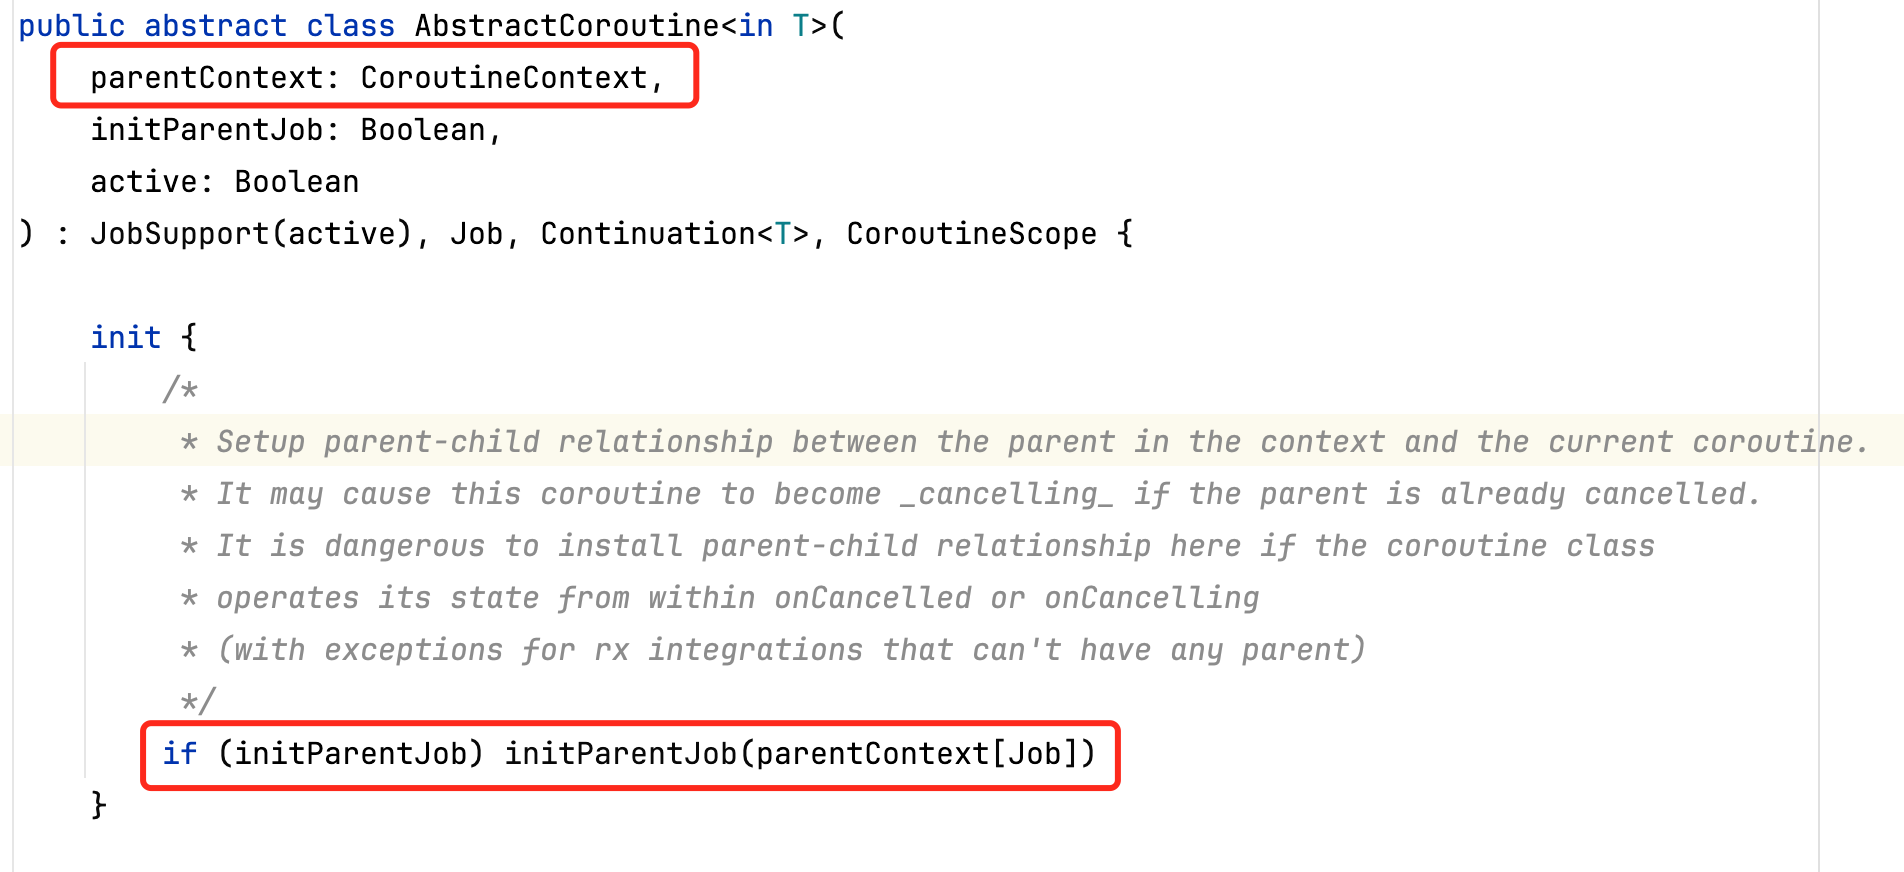 public abstract class AbstractCoroutine<in T>(
    parentContext: CoroutineContext,
    initParentJob: Boolean,
    active: Boolean
) : JobSupport(active), Job, Continuation<T>, CoroutineScope {
    init {
        /*
         * Setup parent-child relationship between the parent in the context and the current coroutine.
         * It may cause this coroutine to become _cancelling_ if the parent is already cancelled.
         * It is dangerous to install parent-child relationship here if the coroutine class
         * operates its state from within onCancelled or onCancelling
         * (with exceptions for rx integrations that can't have any parent)
         */
        if (initParentJob) initParentJob(parentContext[Job])
    }